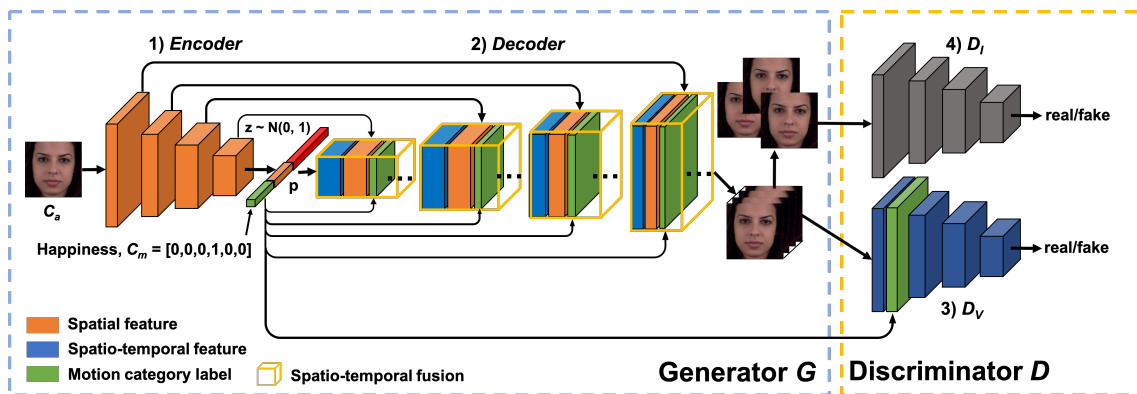 1) Encoder
2) Decoder
4) D_I
z ~ N(0, 1)
real/fake
p
C_a
Happiness, C_m = [0,0,0,1,0,0]
real/fake
3) D_V
Spatial feature
Spatio-temporal feature
Motion category label
Spatio-temporal fusion
Generator G
Discriminator D